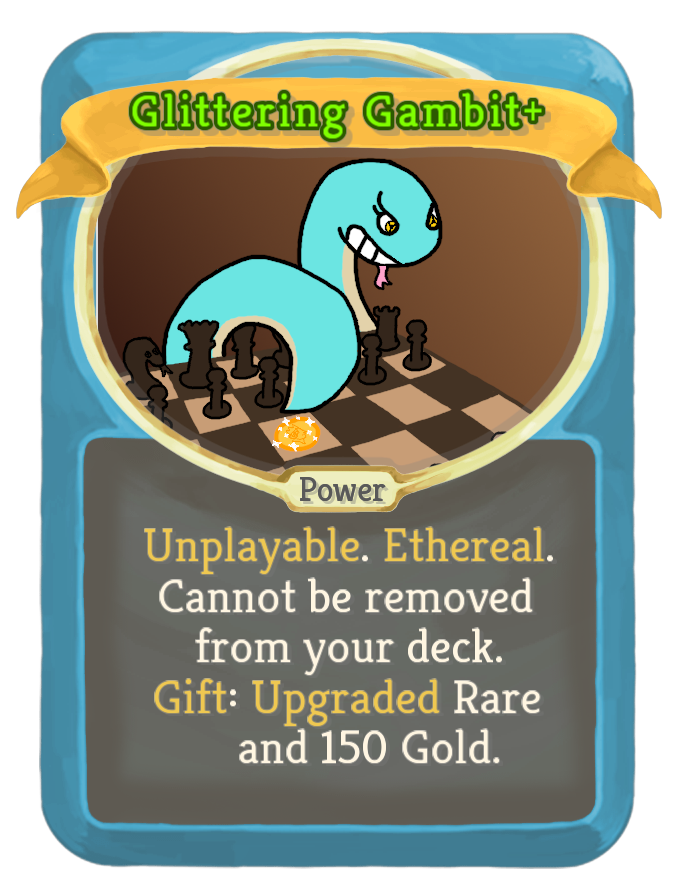 Glittering Gambit+
Power
Unplayable. Ethereal.
Cannot be removed
from your deck.
Gift: Upgraded Rare
and 150 Gold.